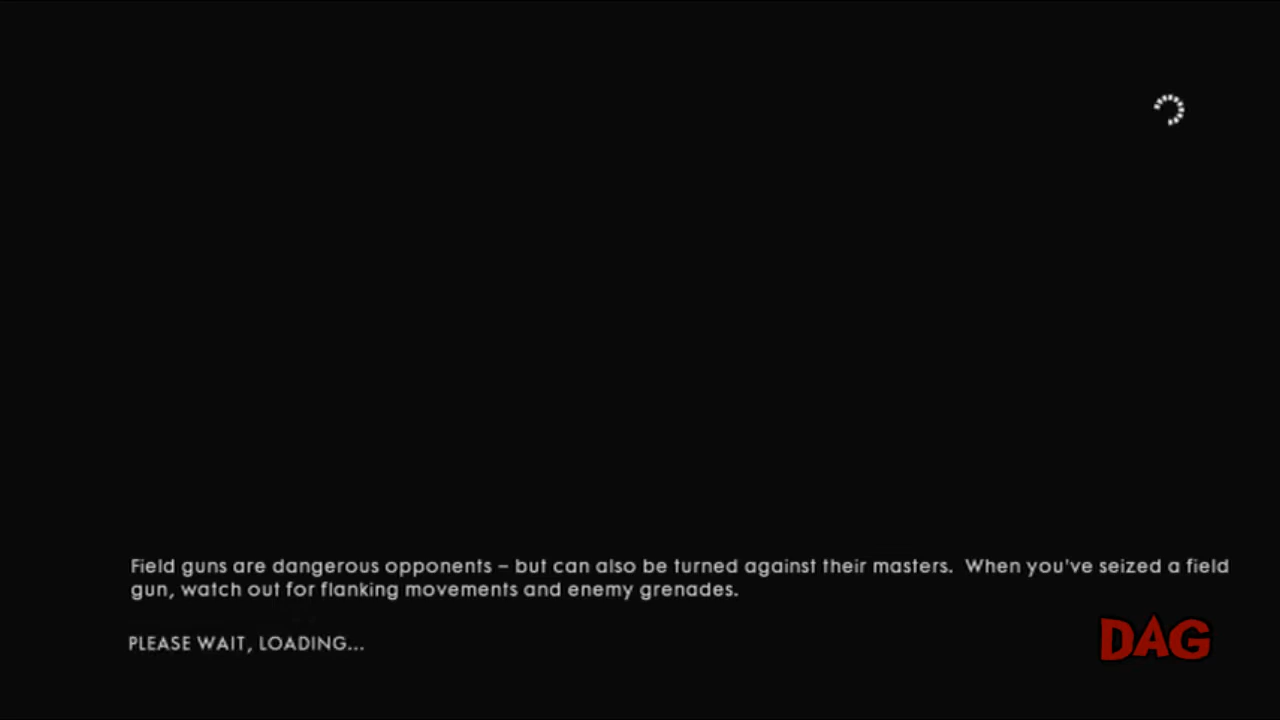 Field guns are dangerous opponents – but can also be turned against their masters.  When you've seized a field
gun, watch out for flanking movements and enemy grenades.
PLEASE WAIT, LOADING...
DAG